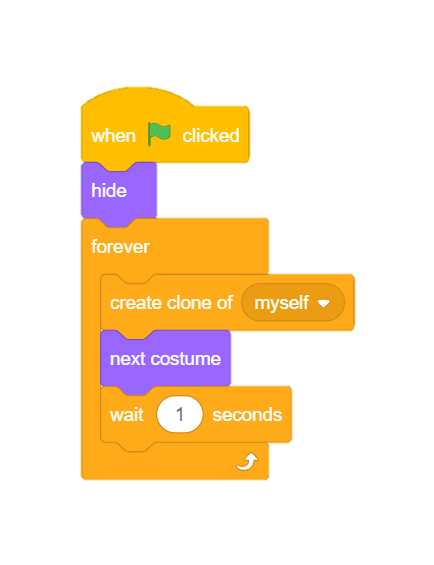 when clicked
hide
forever
create clone of myself
next costume
wait 1 seconds